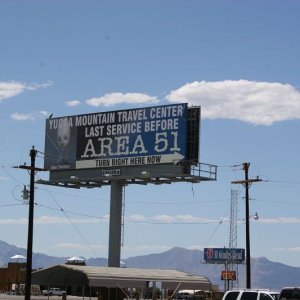 YUCCA MOUNTAIN TRAVEL CENTER
LAST SERVICE BEFORE
AREA 51
TURN RIGHT HERE NOW